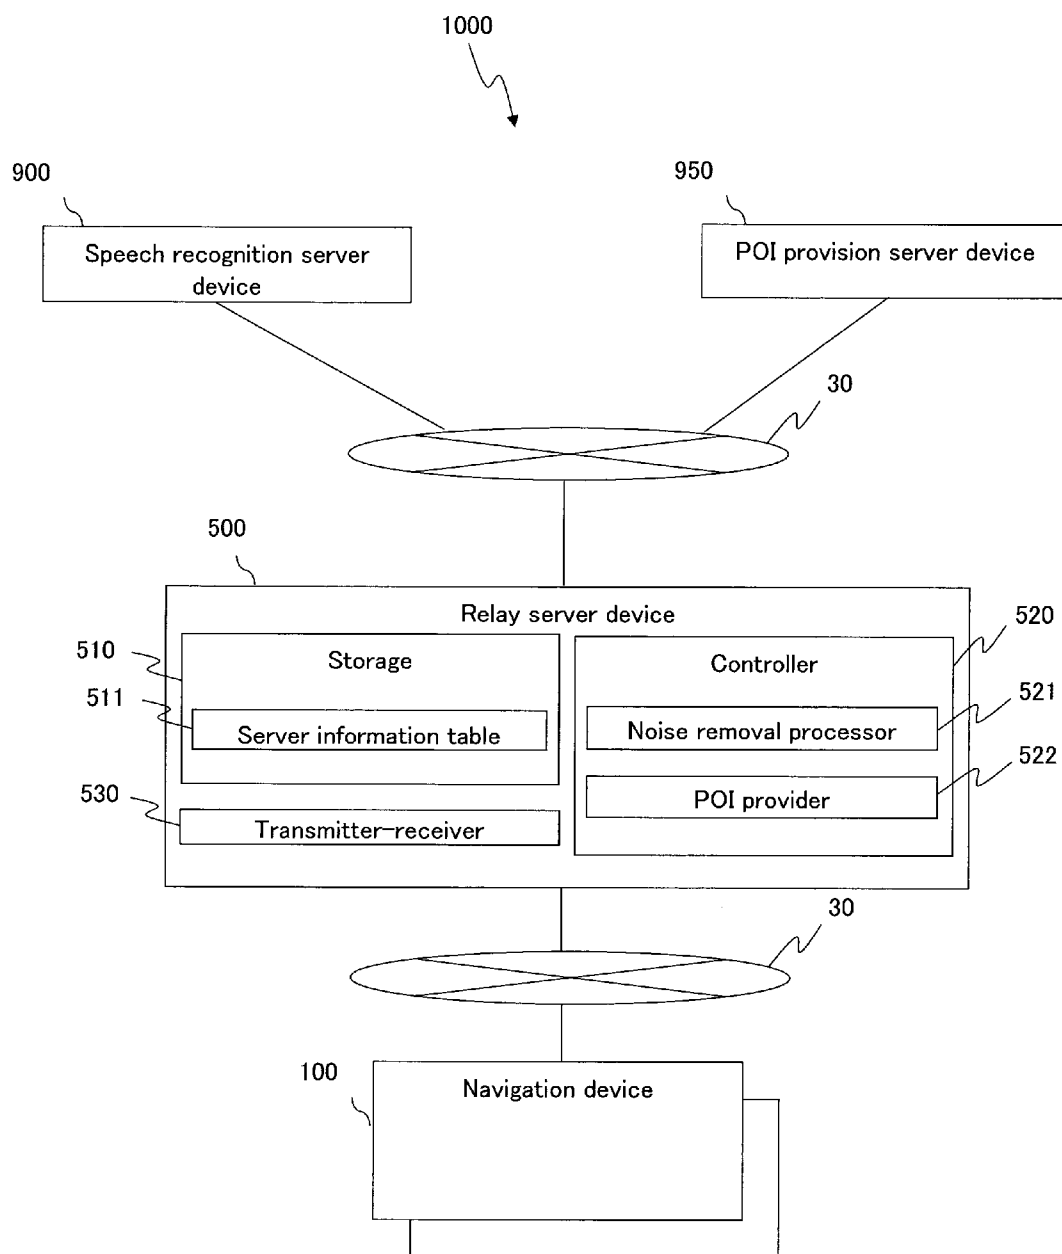 1000
900
950
Speech recognition server
device
POI provision server device
30
500
Relay server device
510
Storage
Controller
520
511
Server information table
Noise removal processor
521
522
530
Transmitter-receiver
POI provider
30
100
Navigation device